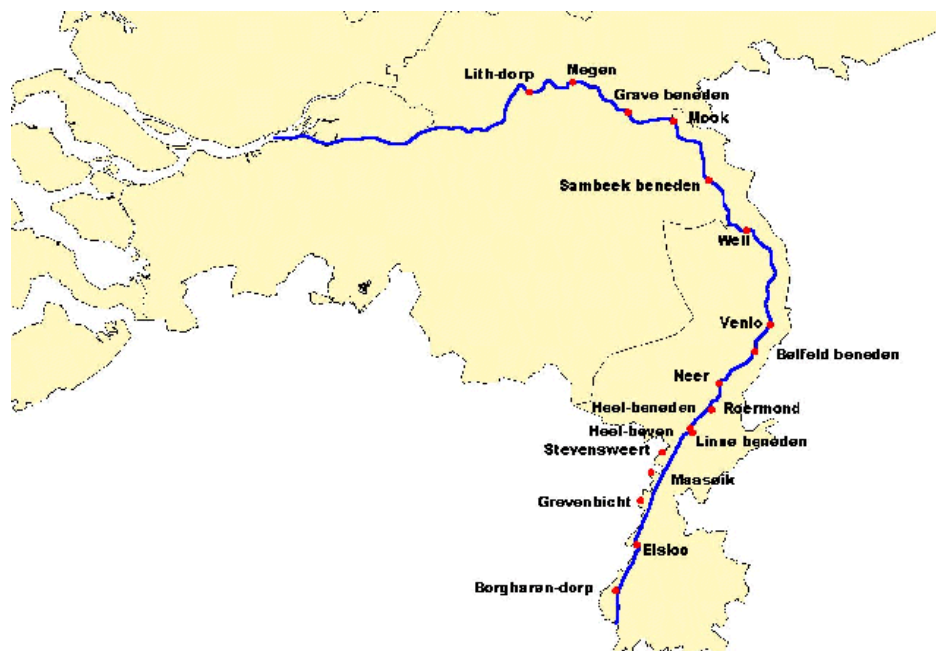 Megen
Lith-dorp
Grave beneden
Mook
Sambeek beneden
Well
Venlo
Belfeld beneden
Neer
Heel-beneden
Roermond
Heel-boven
Linne beneden
Stevensweert
Maaseik
Grevenbicht
Elsloo
Borgharen-dorp